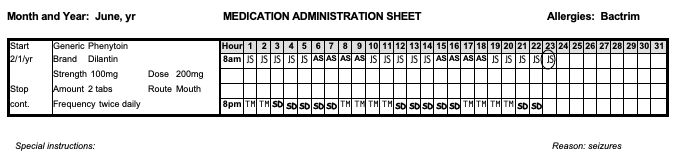 Month and Year: June, yr MEDICATION ADMINISTRATION SHEET Allergies: Bactrim
Start Generic Phenytoin Hour 1 2 3 4 5 6 7 8 9 10 11 12 13 14 15 16 17 18 19 20 21 22 23 24 25 26 27 28 29 30 31
2/1/yr Brand Dilantin 8am JS JS JS JS JS AS AS AS AS JS JS JS JS JS AS AS AS AS JS JS JS JS JS
Strength 100mg Dose 200mg
Stop Amount 2 tabs Route Mouth
cont. Frequency twice daily 8pm TM TM SD SD SD SD SD TM TM TM TM SD SD SD TM TM TM TM TM TM SD SD
Special instructions: Reason: seizures